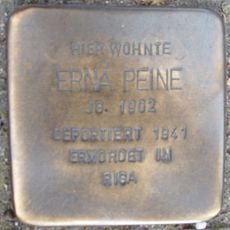 HIER WOHNTE
ERNA PEINE
JG. 1902
DEPORTIERT 1941
ERMORDET IN
RIGA